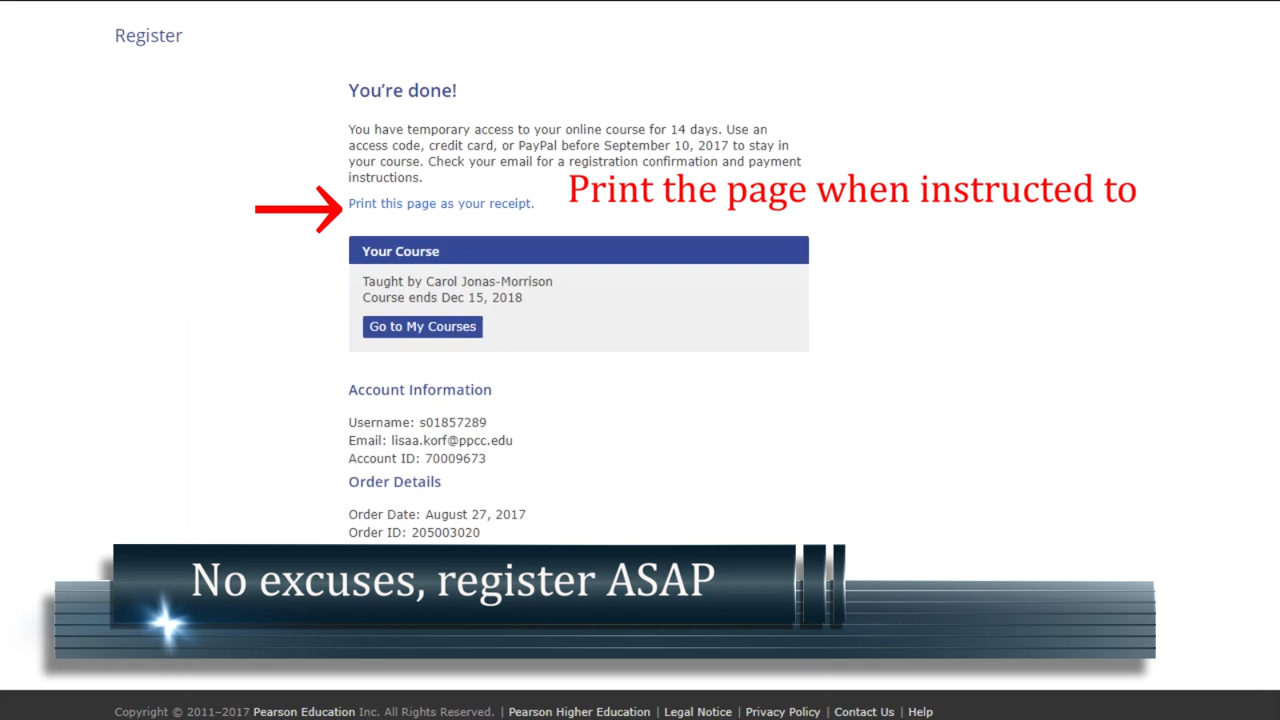 Register
You’re done!
You have temporary access to your online course for 14 days. Use an
access code, credit card, or PayPal before September 10, 2017 to stay in
your course. Check your email for a registration confirmation and payment
instructions.
Print the page when instructed to
Print this page as your receipt.
Your Course
Taught by Carol Jonas-Morrison
Course ends Dec 15, 2018
Go to My Courses
Account Information
Username: s01857289
Email: lisaa.korf@ppcc.edu
Account ID: 70009673
Order Details
Order Date: August 27, 2017
Order ID: 205003020
No excuses, register ASAP
Copyright © 2011–2017 Pearson Education Inc. All Rights Reserved. | Pearson Higher Education | Legal Notice | Privacy Policy | Contact Us | Help